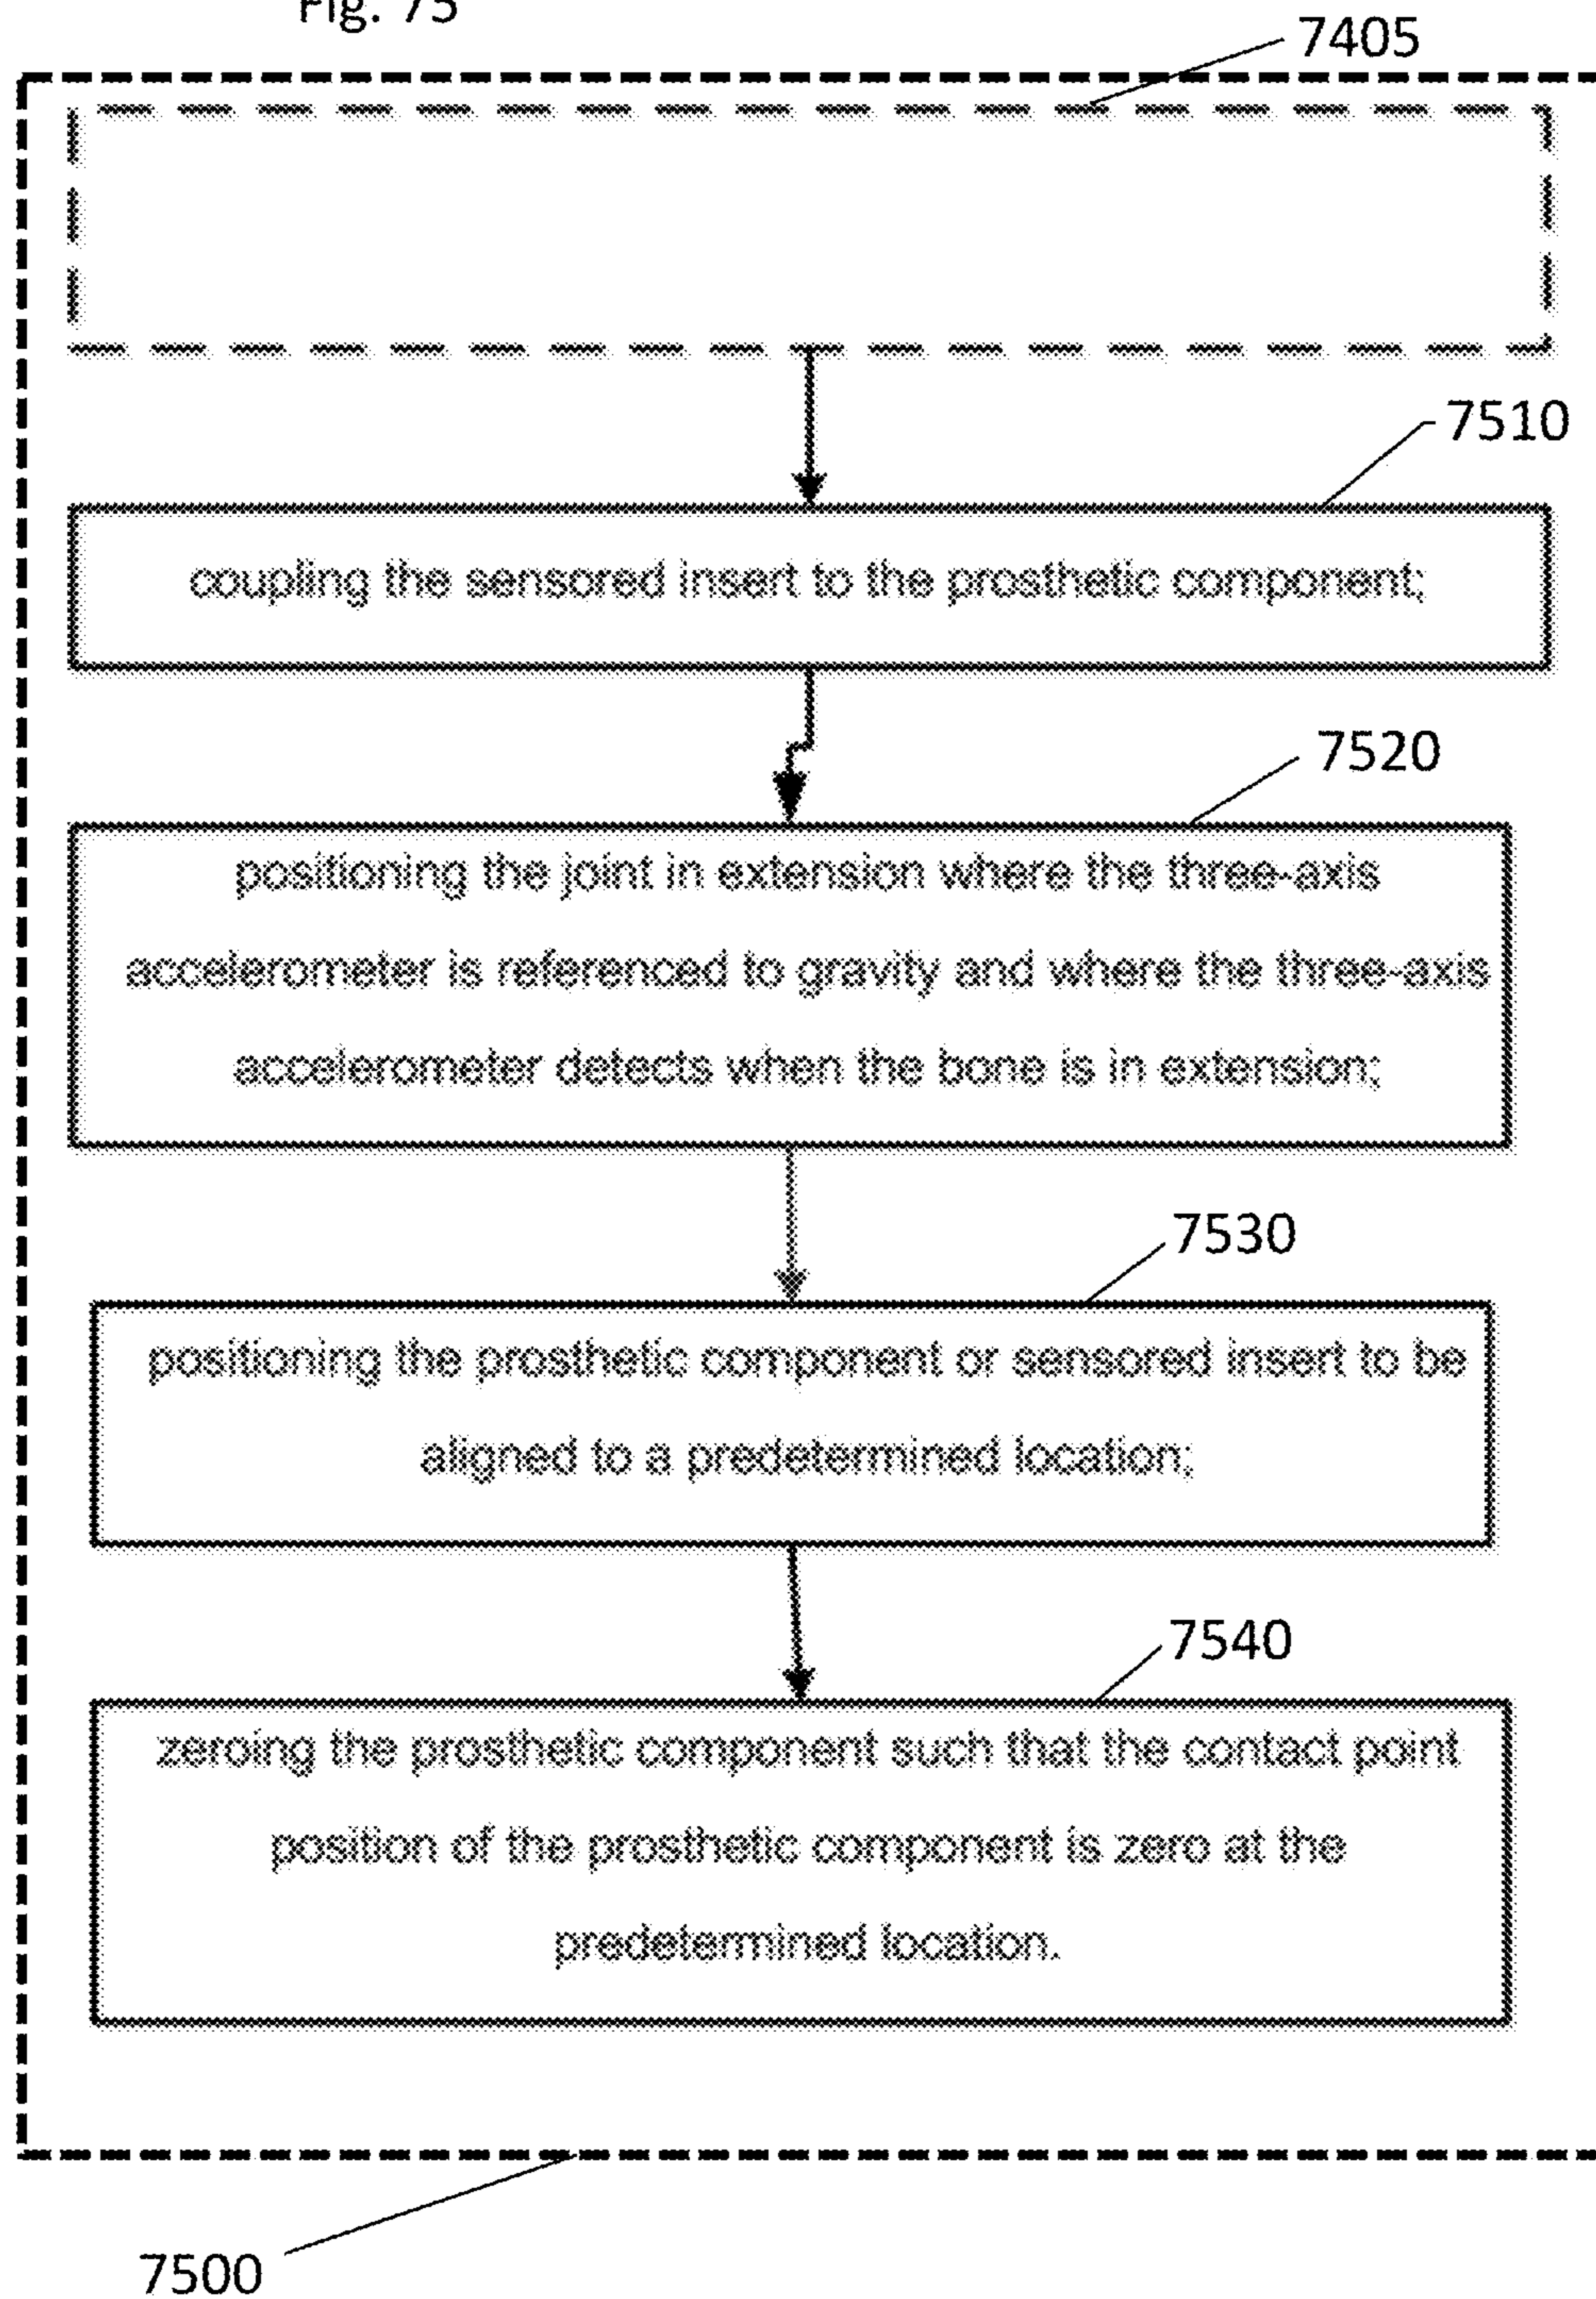 Fig. 75
7405
7510
coupling the sensored insert to the prosthetic component;
7520
positioning the joint in extension where the three-axis
accelerometer is referenced to gravity and where the three-axis
accelerometer detects when the bone is in extension;
7530
positioning the prosthetic component or sensored insert to be
aligned to a predetermined location;
7540
zeroing the prosthetic component such that the contact point
position of the prosthetic component is zero at the
predetermined location.
7500